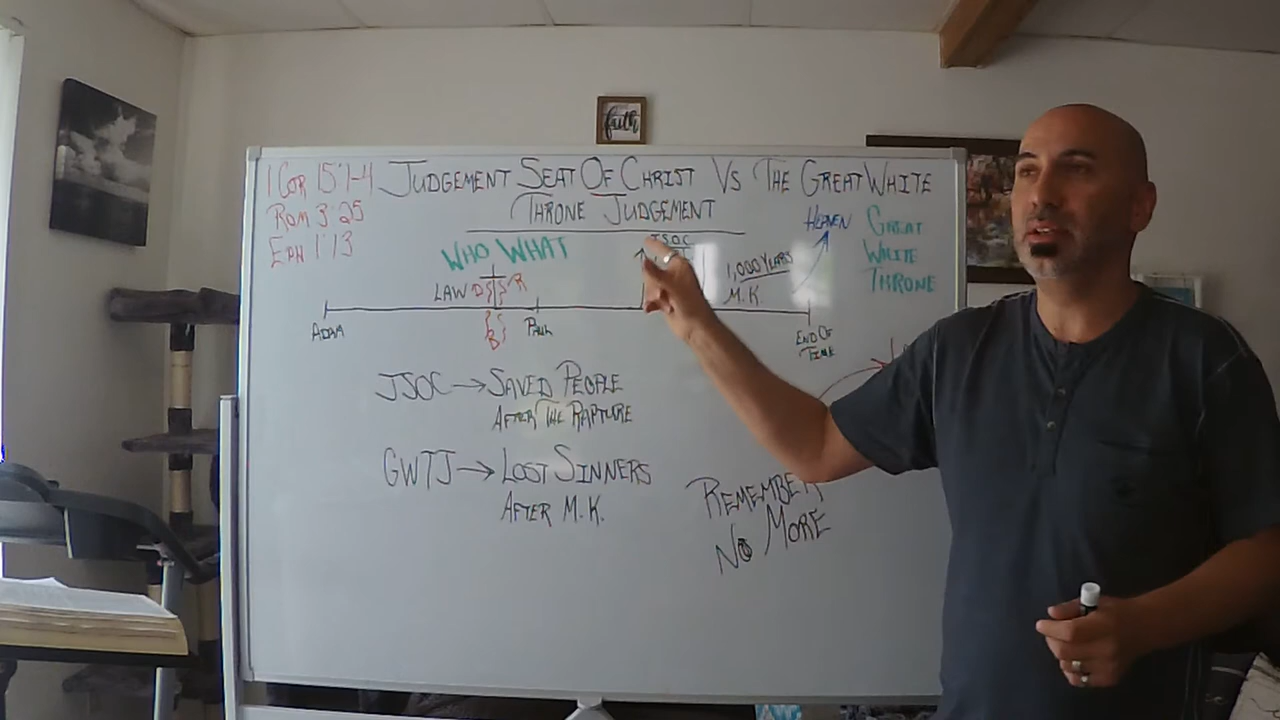 faith
1 COR 15:1-4
ROM 3:25
EPH 1:13
JUDGEMENT SEAT OF CHRIST VS THE GREAT WHITE
THRONE JUDGEMENT
WHO WHAT
JSOC
1,000 YEARS
M.K.
HEAVEN
GREAT
WHITE
THRONE
LAW D R
B
ADAM
PAUL
END OF
TIME
JSOC → SAVED PEOPLE
AFTER THE RAPTURE
GWTJ → LOST SINNERS
AFTER M.K.
REMEMBER
NO MORE